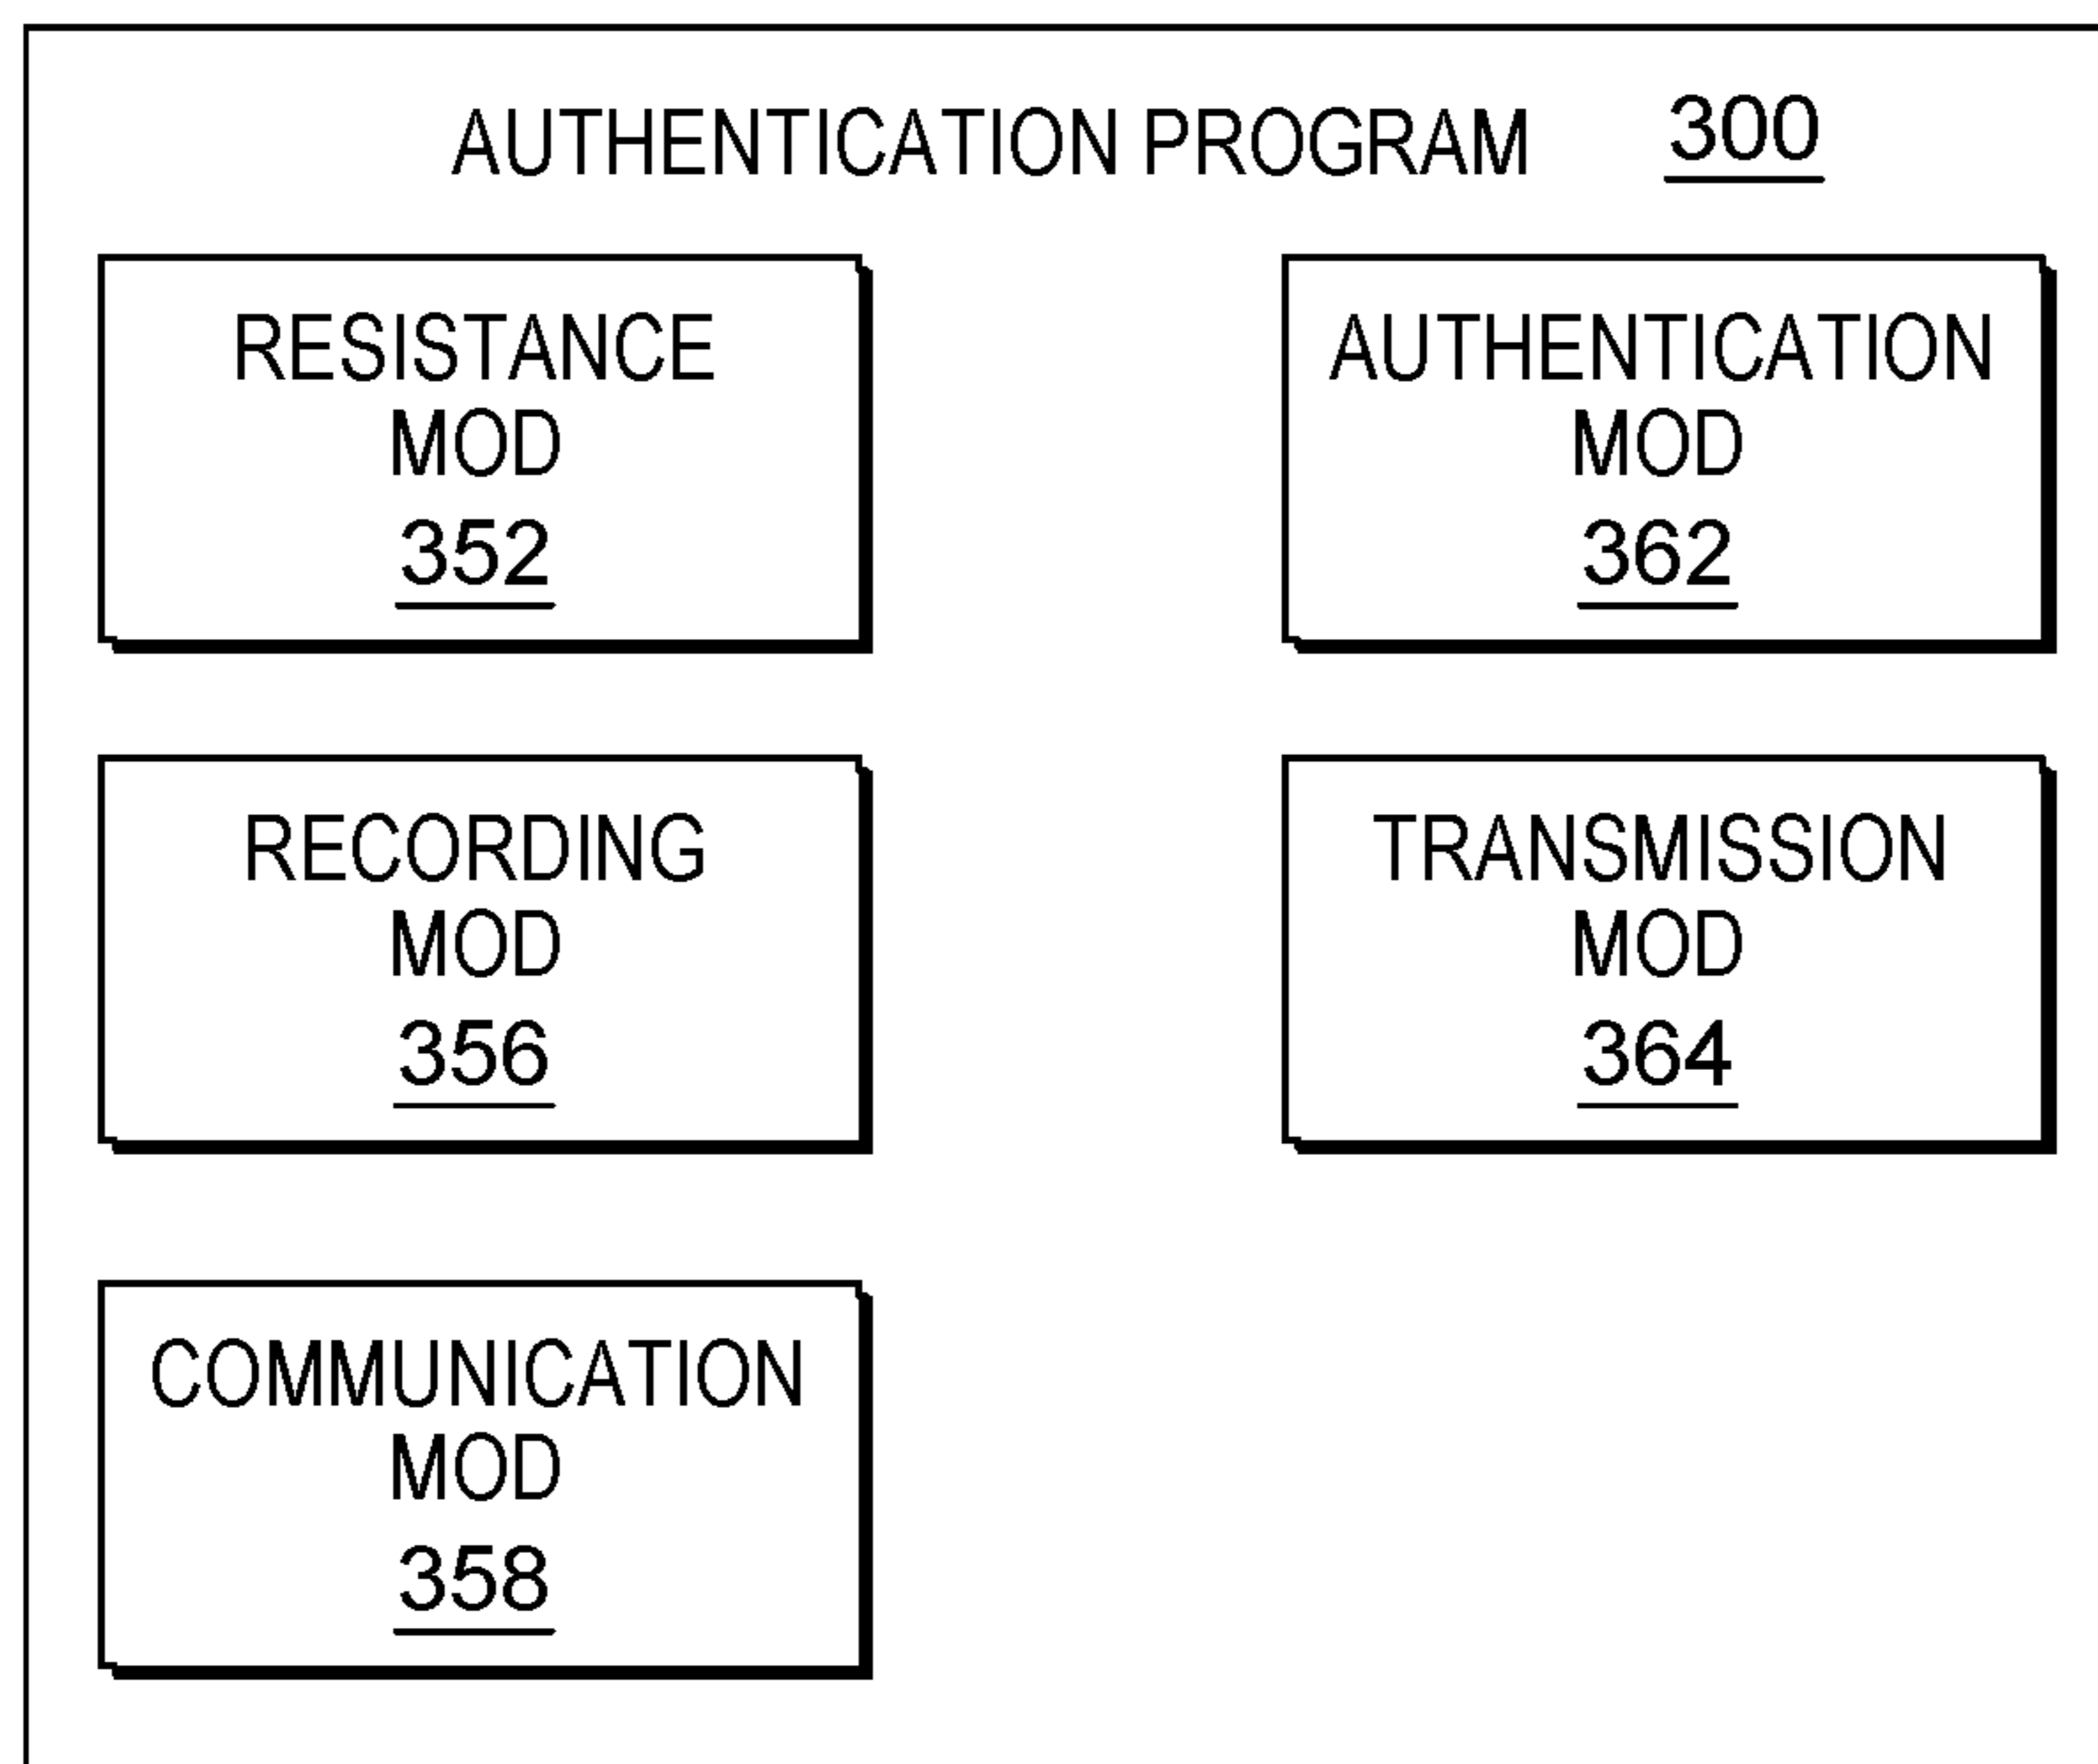 AUTHENTICATION PROGRAM 300
RESISTANCE
MOD
352
AUTHENTICATION
MOD
362
RECORDING
MOD
356
TRANSMISSION
MOD
364
COMMUNICATION
MOD
358